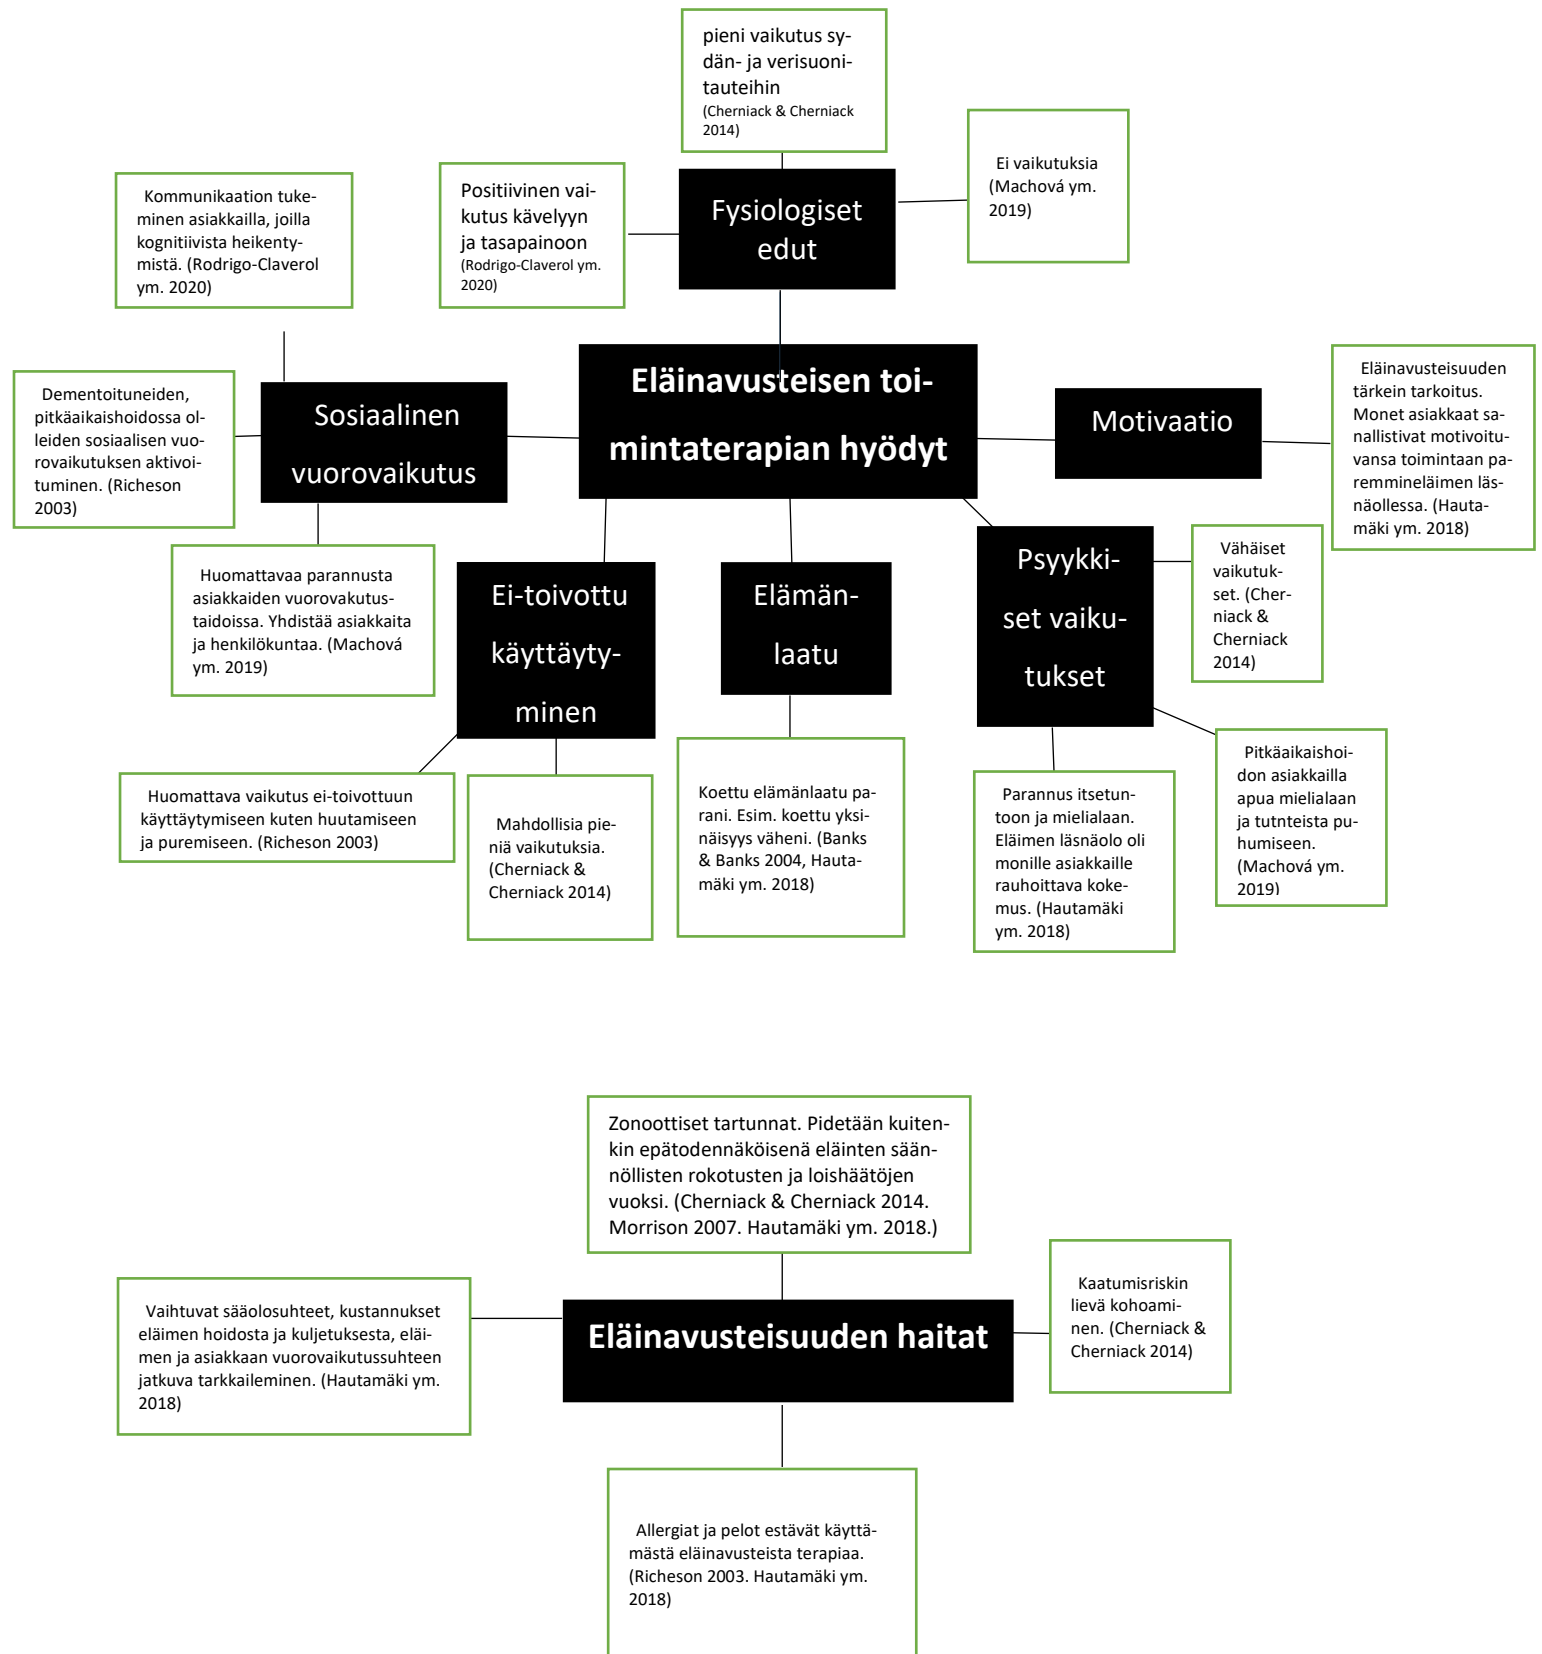 pieni vaikutus sy-
dän- ja verisuoni-
tauteihin
(Cherniack & Cherniack
2014)
Ei vaikutuksia
(Machová ym.
2019)
Positiivinen vai-
kutus kävelyyn
ja tasapainoon
(Rodrigo-Claverol ym.
2020)
Fysiologiset
edut
Kommunikaation tuke-
minen asiakkailla, joilla
kognitiivista heikenty-
mistä. (Rodrigo-Claverol
ym. 2020)
Eläinavusteisen toi-
mintaterapian hyödyt
Sosiaalinen
vuorovaikutus
Dementoituneiden,
pitkäaikaishoidossa ol-
leiden sosiaalisen vuo-
rovaikutuksen aktivoi-
tuminen. (Richeson
2003)
Huomattavaa parannusta
asiakkaiden vuorovakutus-
taidoissa. Yhdistää asiakkaita
ja henkilökuntaa. (Machová
ym. 2019)
Motivaatio
Eläinavusteisuuden
tärkein tarkoitus.
Monet asiakkaat sa-
nallistivat motivoitu-
vansa toimintaan pa-
remmineläimen läs-
näollessa. (Hauta-
mäki ym. 2018)
Ei-toivottu
käyttäyty-
minen
Huomattava vaikutus ei-toivottuun
käyttäytymiseen kuten huutamiseen
ja puremiseen. (Richeson 2003)
Mahdollisia pie-
niä vaikutuksia.
(Cherniack &
Cherniack 2014)
Elämän-
laatu
Koettu elämänlaatu pa-
rani. Esim. koettu yksi-
näisyys väheni. (Banks
& Banks 2004, Hauta-
mäki ym. 2018)
Psyykki-
set vaiku-
tukset
Vähäiset
vaikutuk-
set. (Cher-
niack &
Cherniack
2014)
Parannus itsetun-
toon ja mielialaan.
Eläimen läsnäolo oli
monille asiakkaille
rauhoittava koke-
mus. (Hautamäki
ym. 2018)
Pitkäaikaishoi-
don asiakkailla
apua mielialaan
ja tutnteista pu-
humiseen.
(Machová ym.
2019)
Zonoottiset tartunnat. Pidetään kuiten-
kin epätodennäköisenä eläinten sään-
nöllisten rokotusten ja loishäätöjen
vuoksi. (Cherniack & Cherniack 2014.
Morrison 2007. Hautamäki ym. 2018.)
Vaihtuvat sääolosuhteet, kustannukset
eläimen hoidosta ja kuljetuksesta, eläi-
men ja asiakkaan vuorovaikutussuhteen
jatkuva tarkkaileminen. (Hautamäki ym.
2018)
Eläinavusteisuuden haitat
Kaatumisriskin
lievä kohoami-
nen. (Cherniack &
Cherniack 2014)
Allergiat ja pelot estävät käyttä-
mästä eläinavusteista terapiaa.
(Richeson 2003. Hautamäki ym.
2018)